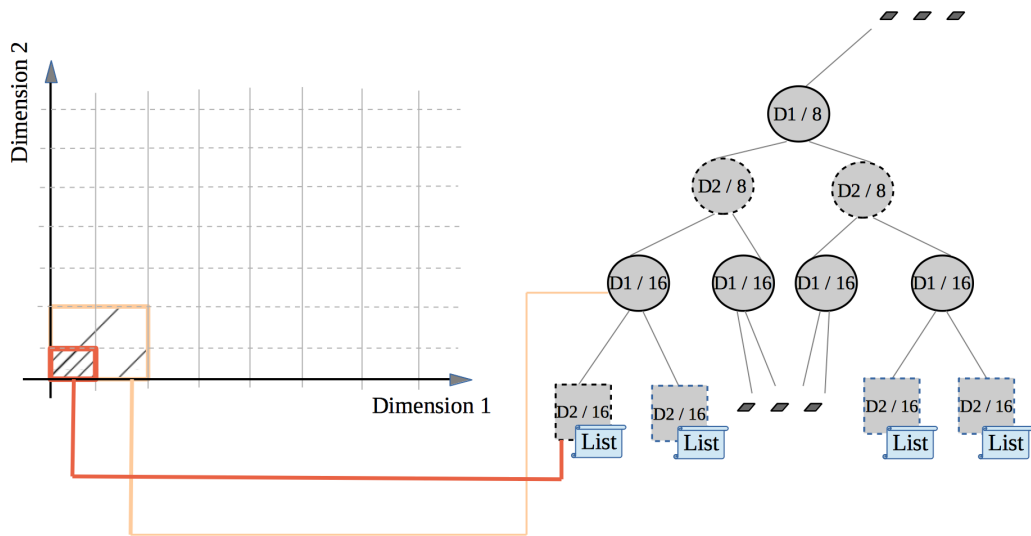 Dimension 2
D1 / 8
D2 / 8
D2 / 8
D1 / 16
D1 / 16
D1 / 16
D1 / 16
Dimension 1
D2 / 16
D2 / 16
D2 / 16
D2 / 16
List
List
List
List